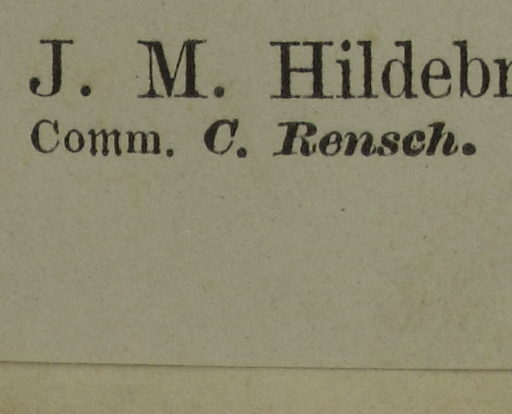 J. M. Hildebr
Comm. C. Rensch.